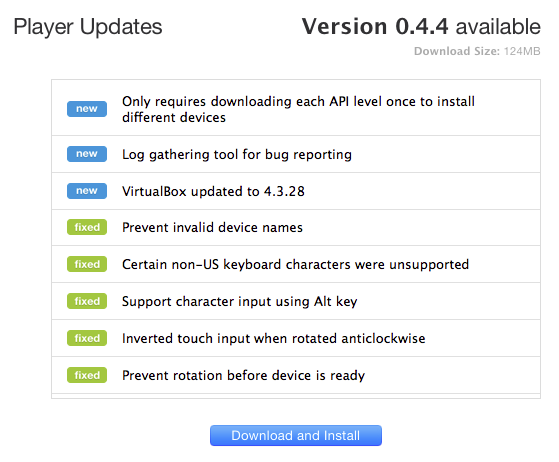 Player Updates
Version 0.4.4 available
Download Size: 124MB
new
Only requires downloading each API level once to install
different devices
new
Log gathering tool for bug reporting
new
VirtualBox updated to 4.3.28
fixed
Prevent invalid device names
fixed
Certain non-US keyboard characters were unsupported
fixed
Support character input using Alt key
fixed
Inverted touch input when rotated anticlockwise
fixed
Prevent rotation before device is ready
Download and Install